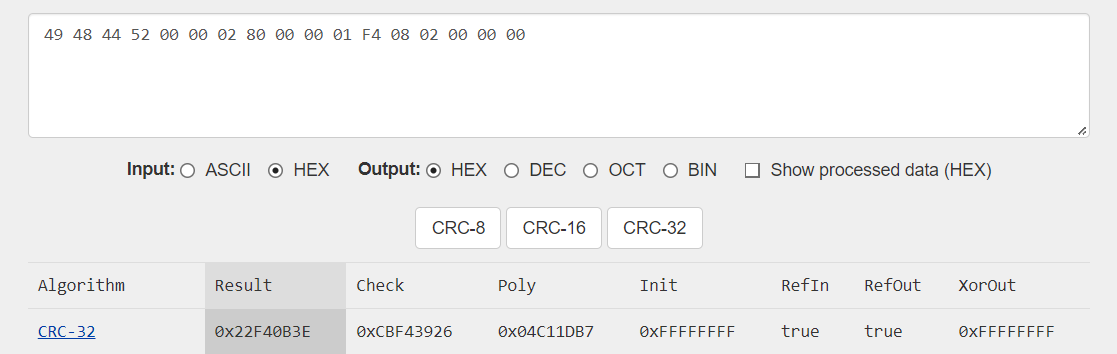 49 48 44 52 00 00 02 80 00 00 01 F4 08 02 00 00 00
Input: ASCII HEX Output: HEX DEC OCT BIN Show processed data (HEX)
CRC-8 CRC-16 CRC-32
Algorithm Result Check Poly Init RefIn RefOut XorOut
CRC-32 0x22F40B3E 0xCBF43926 0x04C11DB7 0xFFFFFFFF true true 0xFFFFFFFF